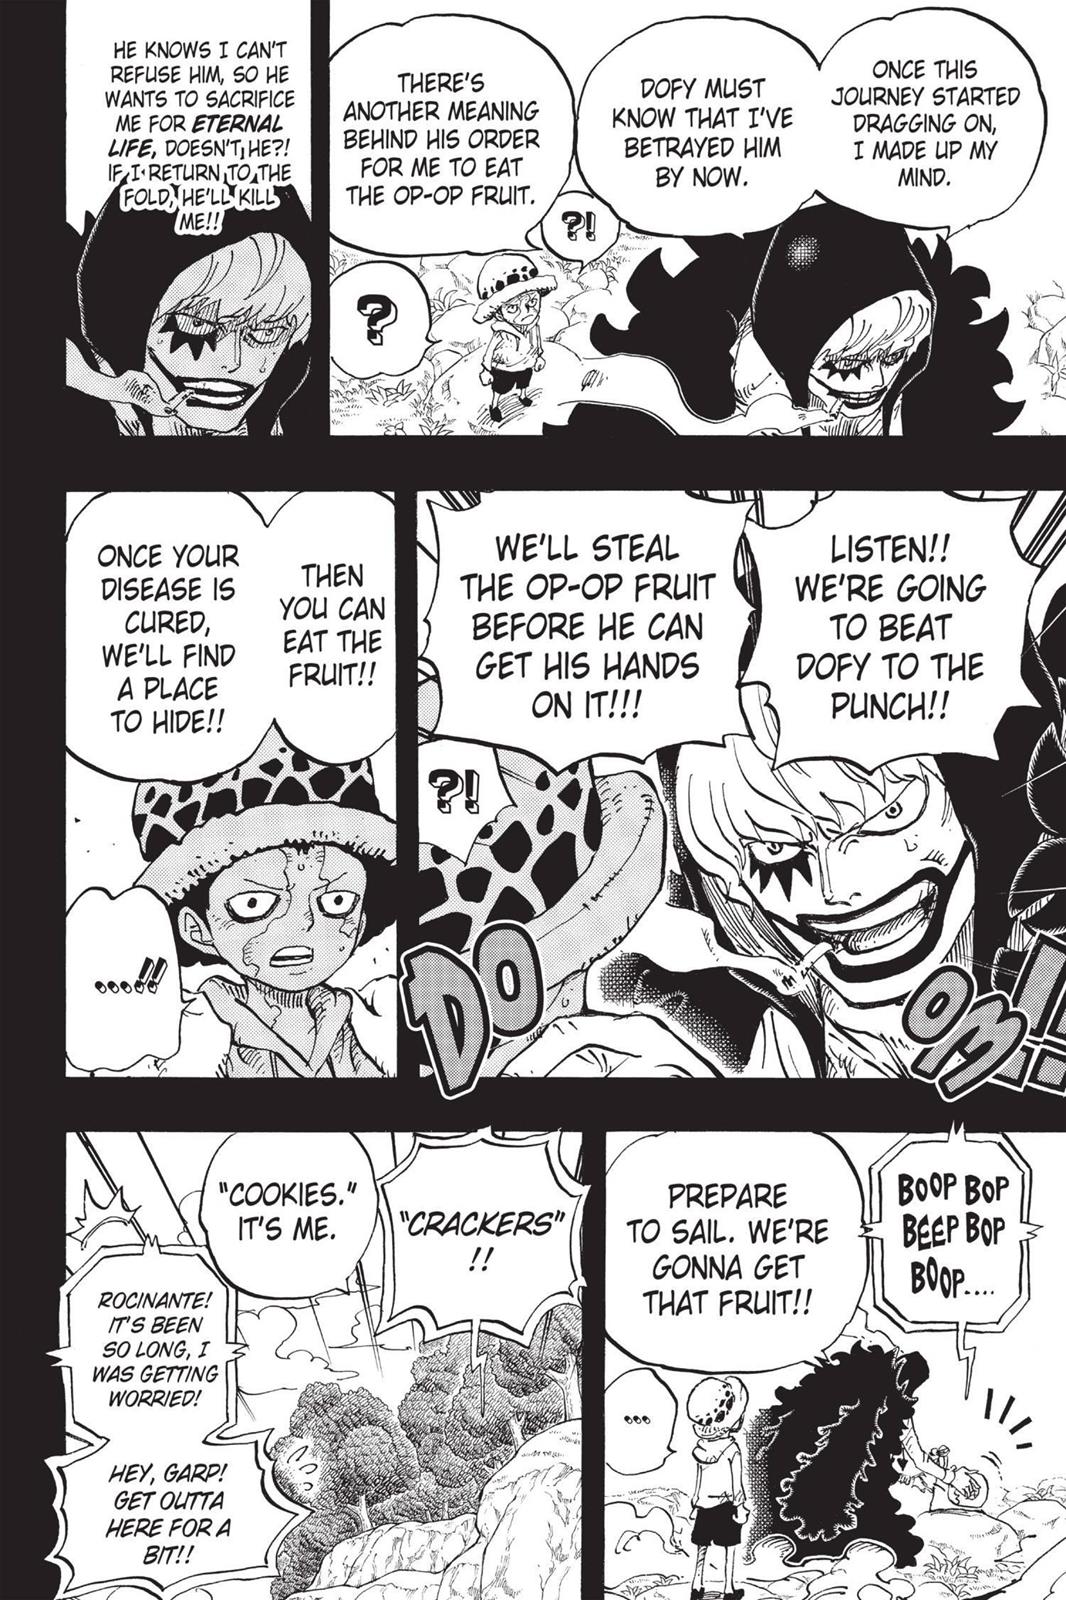 ONCE THIS
JOURNEY STARTED
DRAGGING ON,
I MADE UP MY
MIND.
DOFY MUST
KNOW THAT I'VE
BETRAYED HIM
BY NOW.
?!
THERE'S
ANOTHER MEANING
BEHIND HIS ORDER
FOR ME TO EAT
THE OP-OP FRUIT.
?
HE KNOWS I CAN'T
REFUSE HIM, SO HE
WANTS TO SACRIFICE
ME FOR ETERNAL
LIFE, DOESN'T HE?!
IF I RETURN TO THE
FOLD, HE'LL KILL
ME!!
LISTEN!!
WE'RE GOING
TO BEAT
DOFY TO THE
PUNCH!!
WE'LL STEAL
THE OP-OP FRUIT
BEFORE HE CAN
GET HIS HANDS
ON IT!!!
?!
DOOM!!
THEN
YOU CAN
EAT THE
FRUIT!!
ONCE YOUR
DISEASE IS
CURED,
WE'LL FIND
A PLACE
TO HIDE!!
...!!
BOOP BOP
BEEP BOP
BOOP....
PREPARE
TO SAIL. WE'RE
GONNA GET
THAT FRUIT!!
...
"CRACKERS"
!!
"COOKIES."
IT'S ME.
ROCINANTE!
IT'S BEEN
SO LONG, I
WAS GETTING
WORRIED!
HEY, GARP!
GET OUTTA
HERE FOR A
BIT!!